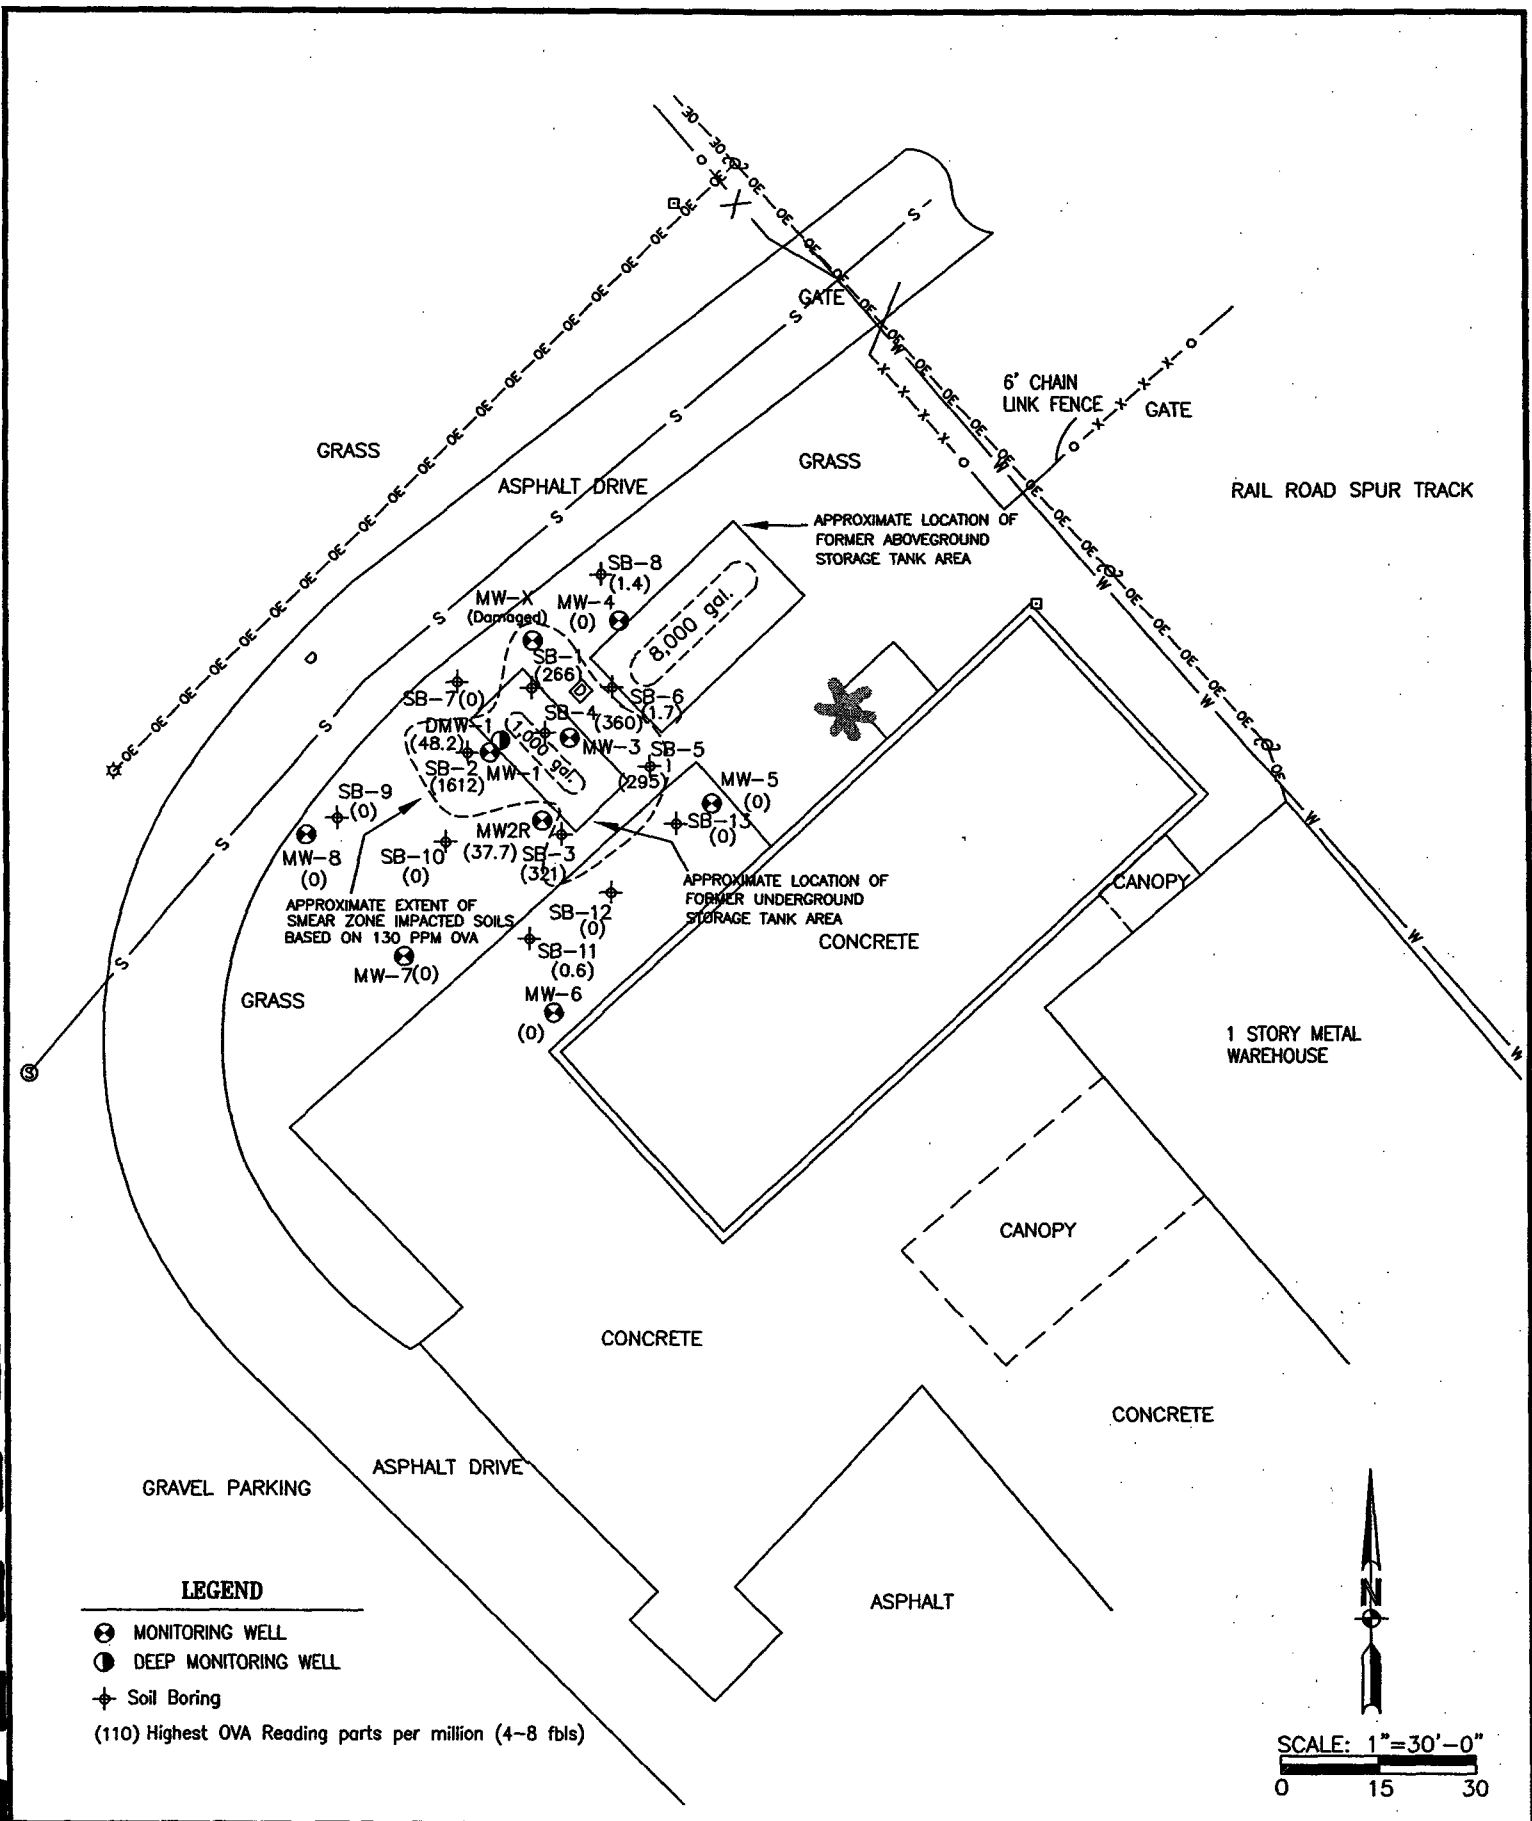 GATE
6' CHAIN
LINK FENCE
GATE
GRASS
GRASS
ASPHALT DRIVE
RAIL ROAD SPUR TRACK
APPROXIMATE LOCATION OF
FORMER ABOVEGROUND
STORAGE TANK AREA
SB-8
(1.4)
MW-X
(Damaged)
MW-4
(0)
8,000 gal.
SB-1
(266)
D
D
SB-7(0)
SB-6
(1.7)
SB-4(360)
DMW-1
(48.2)
1,000 gal.
MW-3
SB-5
(295)
SB-2
(1612)
MW-1
MW-5
(0)
SB-9
(0)
SB-13
(0)
MW2R
(37.7)
SB-3
(321)
MW-8
(0)
SB-10
(0)
APPROXIMATE LOCATION OF
FORMER UNDERGROUND
STORAGE TANK AREA
CANOPY
APPROXIMATE EXTENT OF
SMEAR ZONE IMPACTED SOILS
BASED ON 130 PPM OVA
SB-12
(0)
CONCRETE
SB-11
(0.6)
MW-7(0)
MW-6
(0)
GRASS
1 STORY METAL
WAREHOUSE
S
CANOPY
CONCRETE
CONCRETE
ASPHALT DRIVE
GRAVEL PARKING
ASPHALT
LEGEND
MONITORING WELL
DEEP MONITORING WELL
Soil Boring
(110) Highest OVA Reading parts per million (4-8 fbls)
N
SCALE: 1"=30'-0"
0 15 30